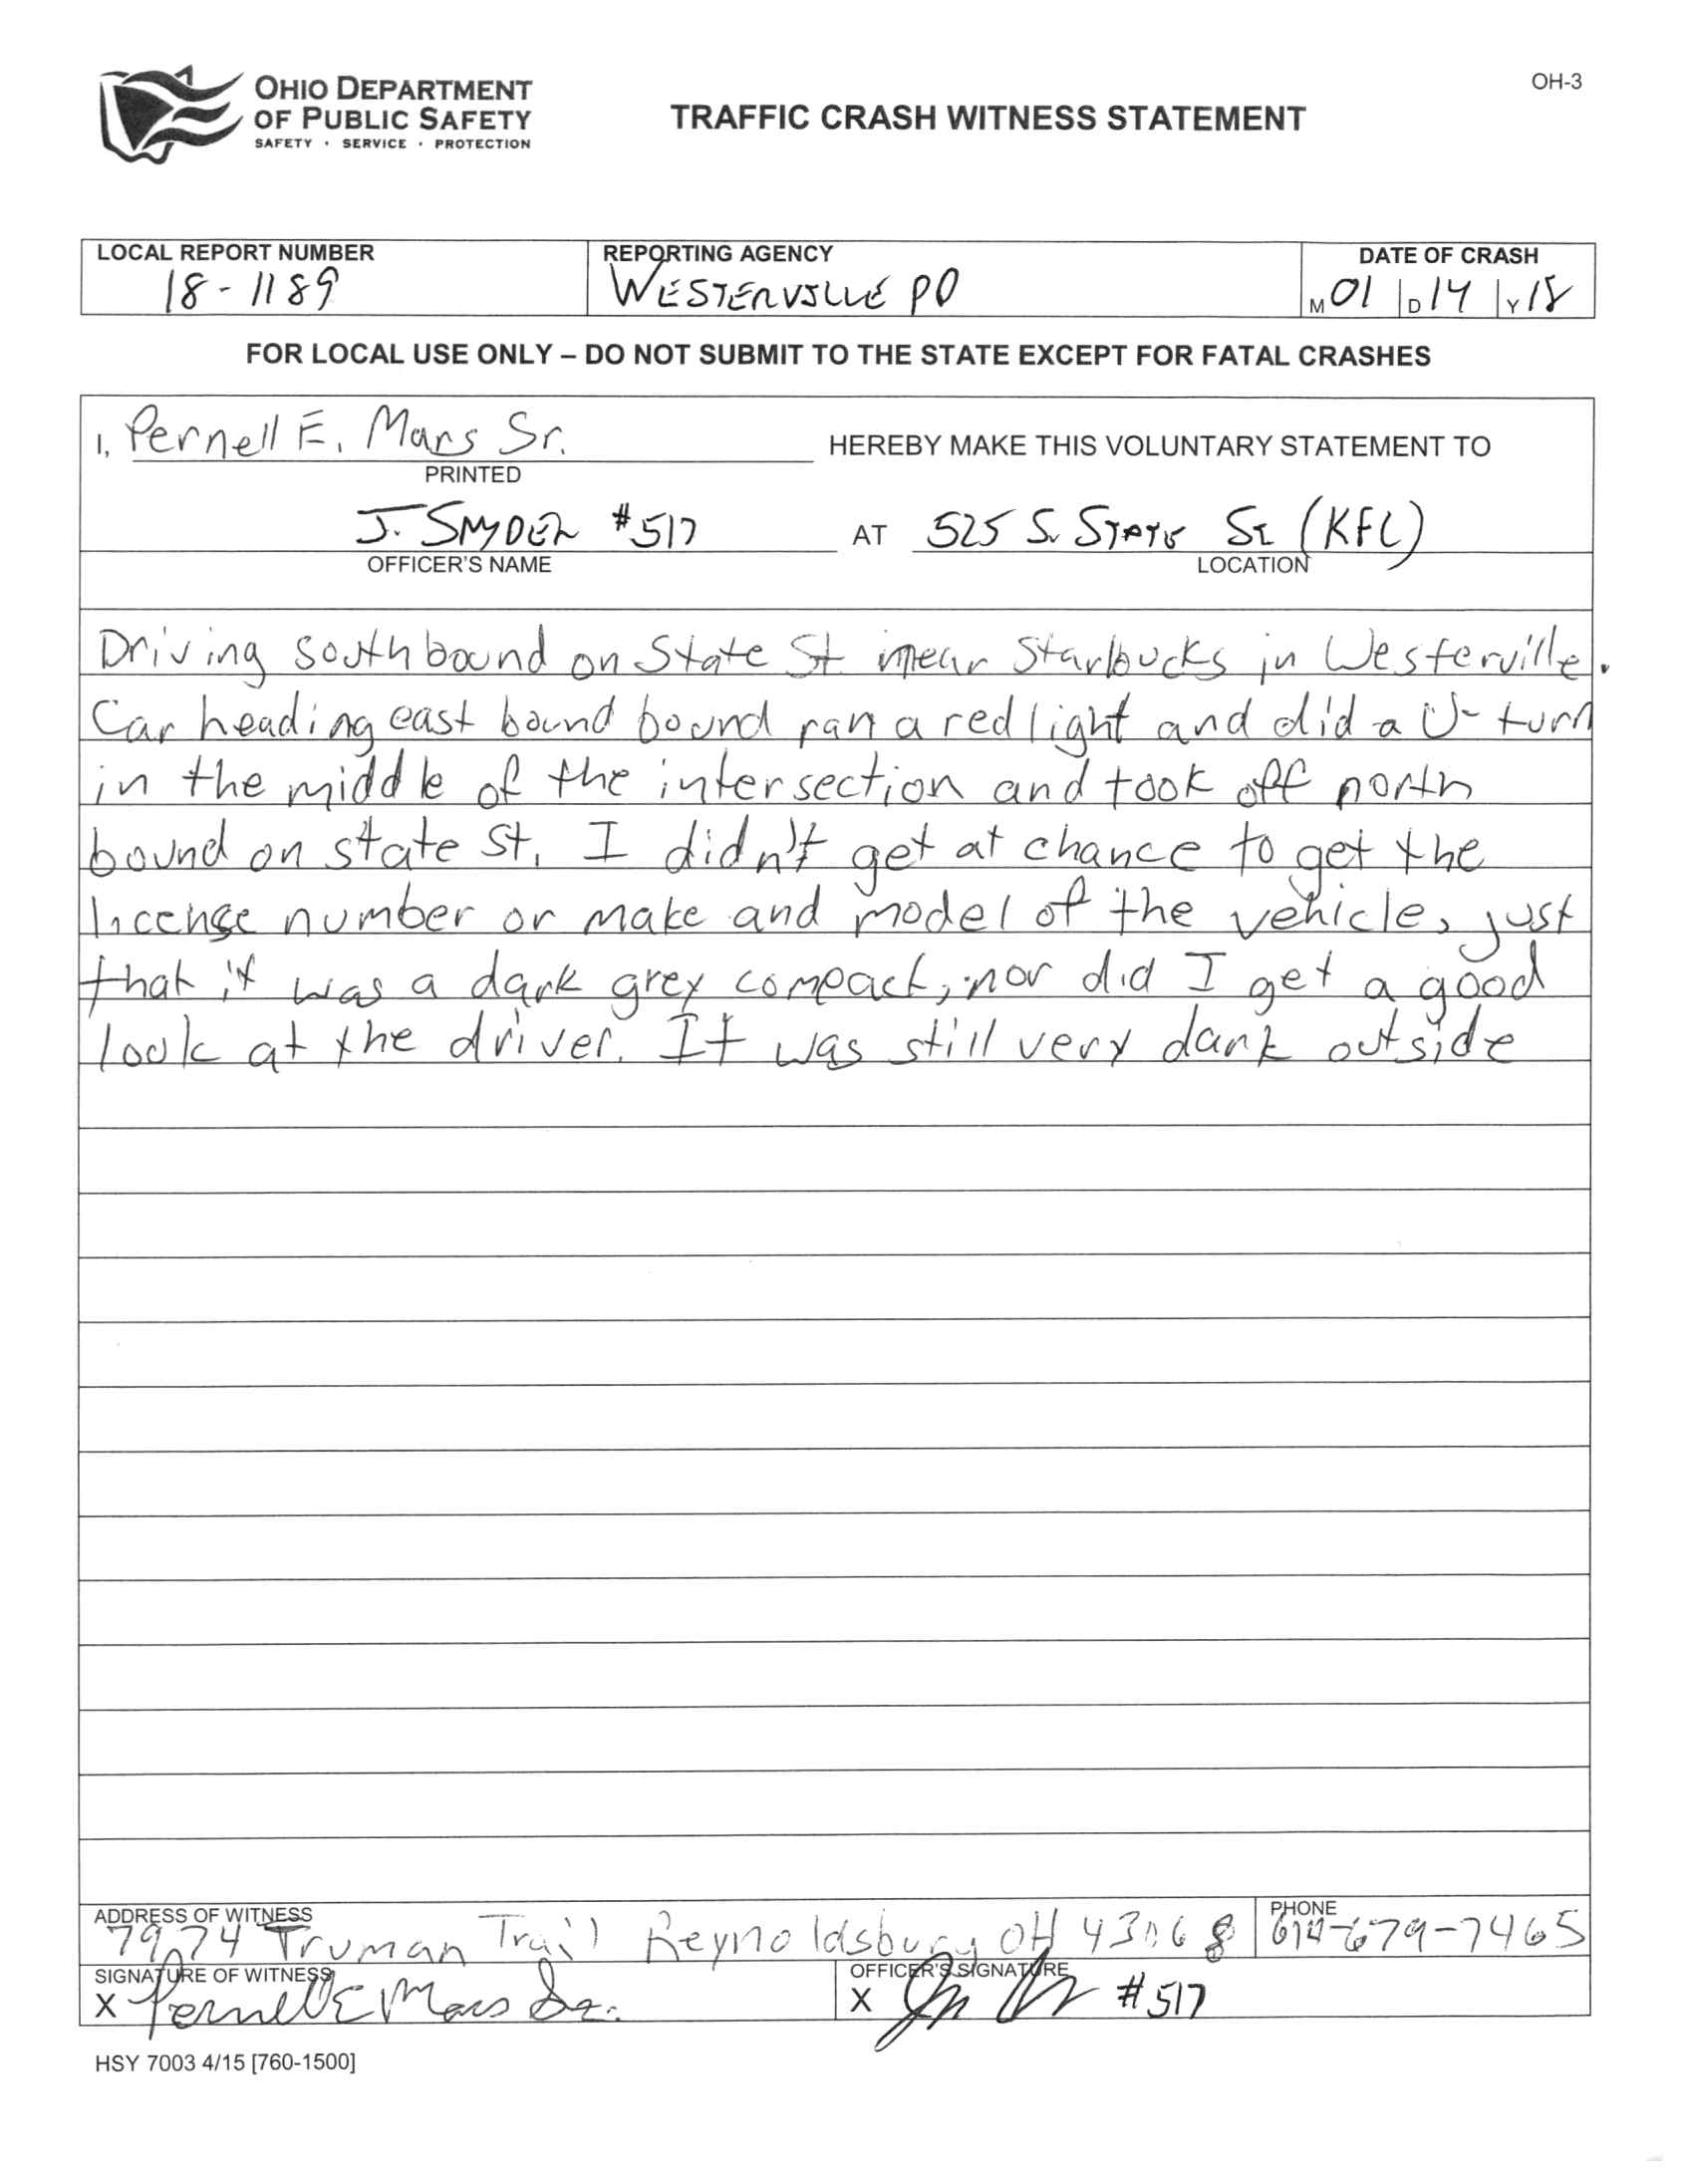 OHIO DEPARTMENT
OF PUBLIC SAFETY
SAFETY · SERVICE · PROTECTION
TRAFFIC CRASH WITNESS STATEMENT
OH-3
LOCAL REPORT NUMBER
18-1189
REPORTING AGENCY
WESTERVILLE PD
DATE OF CRASH
M 01 D 14 Y 18
FOR LOCAL USE ONLY – DO NOT SUBMIT TO THE STATE EXCEPT FOR FATAL CRASHES
I, Pernell E. Mars Sr. HEREBY MAKE THIS VOLUNTARY STATEMENT TO
PRINTED
J. SNYDER #517 AT 525 S. STATE ST (KFC)
OFFICER'S NAME LOCATION
Driving southbound on State St near Starbucks in Westerville.
Car heading east bound bound ran a red light and did a U-turn
in the middle of the intersection and took off north
bound on state St. I didn't get at chance to get the
license number or make and model of the vehicle, just
that it was a dark grey compact, nor did I get a good
look at the driver. It was still very dark outside
ADDRESS OF WITNESS
7974 Truman Trail Reynoldsburg OH 43068
PHONE
614-679-7465
SIGNATURE OF WITNESS
X Pernell E Mars Sr.
OFFICER'S SIGNATURE
X #517
HSY 7003 4/15 [760-1500]